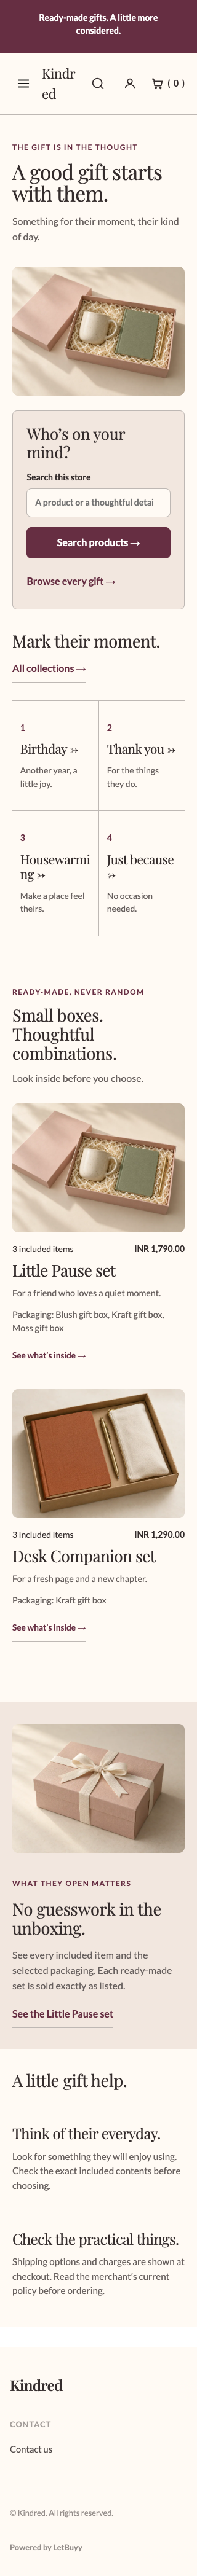 Ready-made gifts. A little more
considered.
Kindr
ed
( 0 )
THE GIFT IS IN THE THOUGHT
A good gift starts
with them.
Something for their moment, their kind
of day.
Who's on your
mind?
Search this store
A product or a thoughtful detai
Search products →
Browse every gift →
Mark their moment.
All collections →
1
Birthday →
Another year, a
little joy.
2
Thank you →
For the things
they do.
3
Housewarmi
ng →
Make a place feel
theirs.
4
Just because
→
No occasion
needed.
READY-MADE, NEVER RANDOM
Small boxes.
Thoughtful
combinations.
Look inside before you choose.
3 included items INR 1,790.00
Little Pause set
For a friend who loves a quiet moment.
Packaging: Blush gift box, Kraft gift box,
Moss gift box
See what's inside →
3 included items INR 1,290.00
Desk Companion set
For a fresh page and a new chapter.
Packaging: Kraft gift box
See what's inside →
WHAT THEY OPEN MATTERS
No guesswork in the
unboxing.
See every included item and the
selected packaging. Each ready-made
set is sold exactly as listed.
See the Little Pause set
A little gift help.
Think of their everyday.
Look for something they will enjoy using.
Check the exact included contents before
choosing.
Check the practical things.
Shipping options and charges are shown at
checkout. Read the merchant's current
policy before ordering.
Kindred
CONTACT
Contact us
© Kindred. All rights reserved.
Powered by LetBuyy